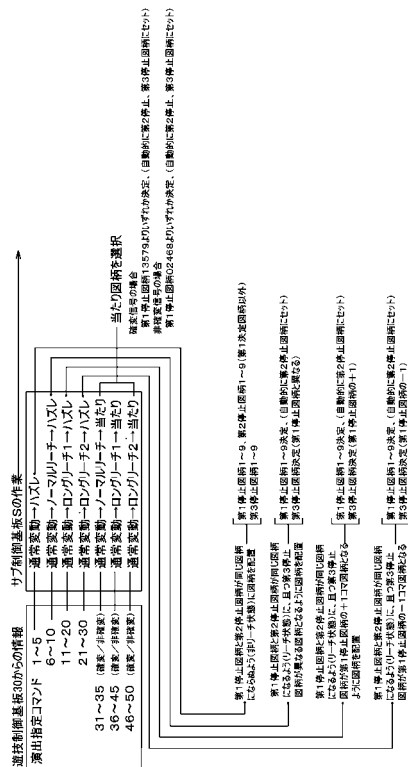 遊技制御基板30からの情報
サブ制御基板Sの作業
演出指定コマンド 1～5
通常変動→ハズレ
6～10
通常変動→ノーマルリーチ→ハズレ
11～20
通常変動→ロングリーチ1→ハズレ
21～30
通常変動→ロングリーチ2→ハズレ
31～35 (確変/非確変)
通常変動→ノーマルリーチ→当たり
36～45 (確変/非確変)
通常変動→ロングリーチ1→当たり
46～50 (確変/非確変)
通常変動→ロングリーチ2→当たり
当たり図柄を選択
確変信号の場合
第1停止図柄13579よりいずれか決定、(自動的に第2停止、第3停止図柄にセット)
非確変信号の場合
第1停止図柄02468よりいずれか決定、(自動的に第2停止、第3停止図柄にセット)
第1停止図柄と第2停止図柄が同じ図柄
にならぬよう(非リーチ状態)に図柄を配置
第1停止図柄1～9、第2停止図柄1～9(第1決定図柄以外)
第3停止図柄1～9
第1停止図柄と第2停止図柄が同じ図柄
になるよう(リーチ状態)に、且つ第3停止
図柄が異なる図柄になるように図柄を配置
第1停止図柄1～9決定、(自動的に第2停止図柄にセット)
第3停止図柄決定(第1停止図柄と異なる)
第1停止図柄と第2停止図柄が同じ図柄
になるよう(リーチ状態)に、且つ第3停止
図柄が第1停止図柄の+1コマ図柄となる
ように図柄を配置
第1停止図柄1～9決定、(自動的に第2停止図柄にセット)
第3停止図柄決定(第1停止図柄の+1)
第1停止図柄と第2停止図柄が同じ図柄
になるよう(リーチ状態)に、且つ第3停止
図柄が第1停止図柄の-1コマ図柄となる
第1停止図柄1～9決定、(自動的に第2停止図柄にセット)
第3停止図柄決定(第1停止図柄の-1)